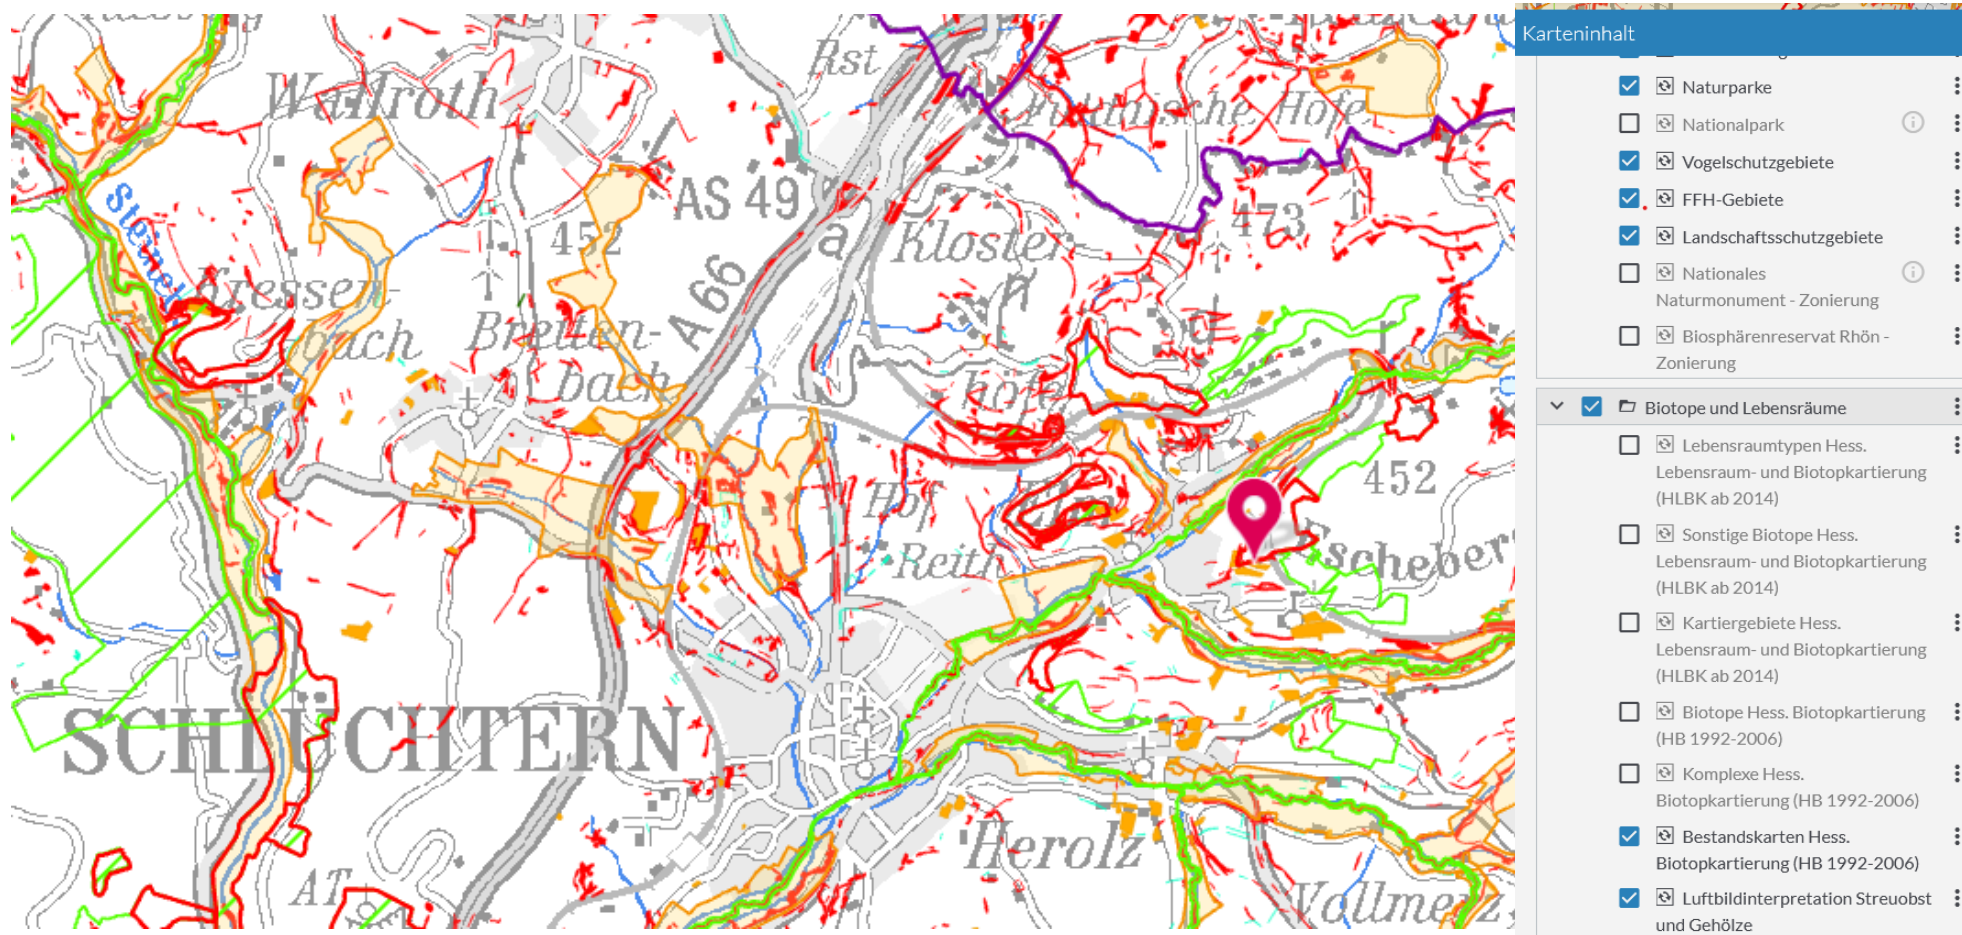 Wallroth
Rst
AS 49
452
a
Kloster
473
Steinebach
Kressen-
bach
A 66
Breiten-
bach
höfe
452
Hof
Reith
SCHLÜCHTERN
AT
Herolz
Vollmerz
Karteninhalt
Naturparke
Nationalpark
Vogelschutzgebiete
FFH-Gebiete
Landschaftsschutzgebiete
Nationales
Naturmonument - Zonierung
Biosphärenreservat Rhön -
Zonierung
Biotope und Lebensräume
Lebensraumtypen Hess.
Lebensraum- und Biotopkartierung
(HLBK ab 2014)
Sonstige Biotope Hess.
Lebensraum- und Biotopkartierung
(HLBK ab 2014)
Kartiergebiete Hess.
Lebensraum- und Biotopkartierung
(HLBK ab 2014)
Biotope Hess. Biotopkartierung
(HB 1992-2006)
Komplexe Hess.
Biotopkartierung (HB 1992-2006)
Bestandskarten Hess.
Biotopkartierung (HB 1992-2006)
Luftbildinterpretation Streuobst
und Gehölze